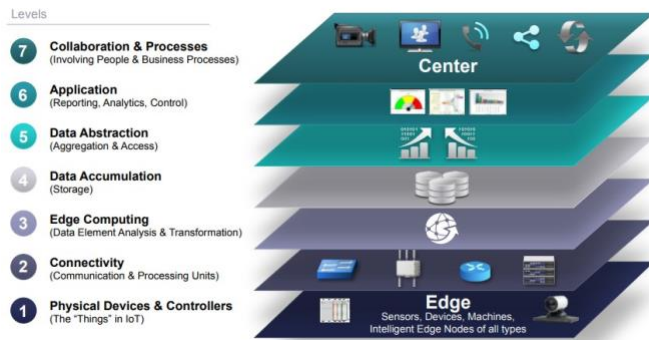 Levels
7
Collaboration & Processes
(Involving People & Business Processes)
6
Application
(Reporting, Analytics, Control)
5
Data Abstraction
(Aggregation & Access)
4
Data Accumulation
(Storage)
3
Edge Computing
(Data Element Analysis & Transformation)
2
Connectivity
(Communication & Processing Units)
1
Physical Devices & Controllers
(The "Things" in IoT)
Center
Edge
Sensors, Devices, Machines,
Intelligent Edge Nodes of all types